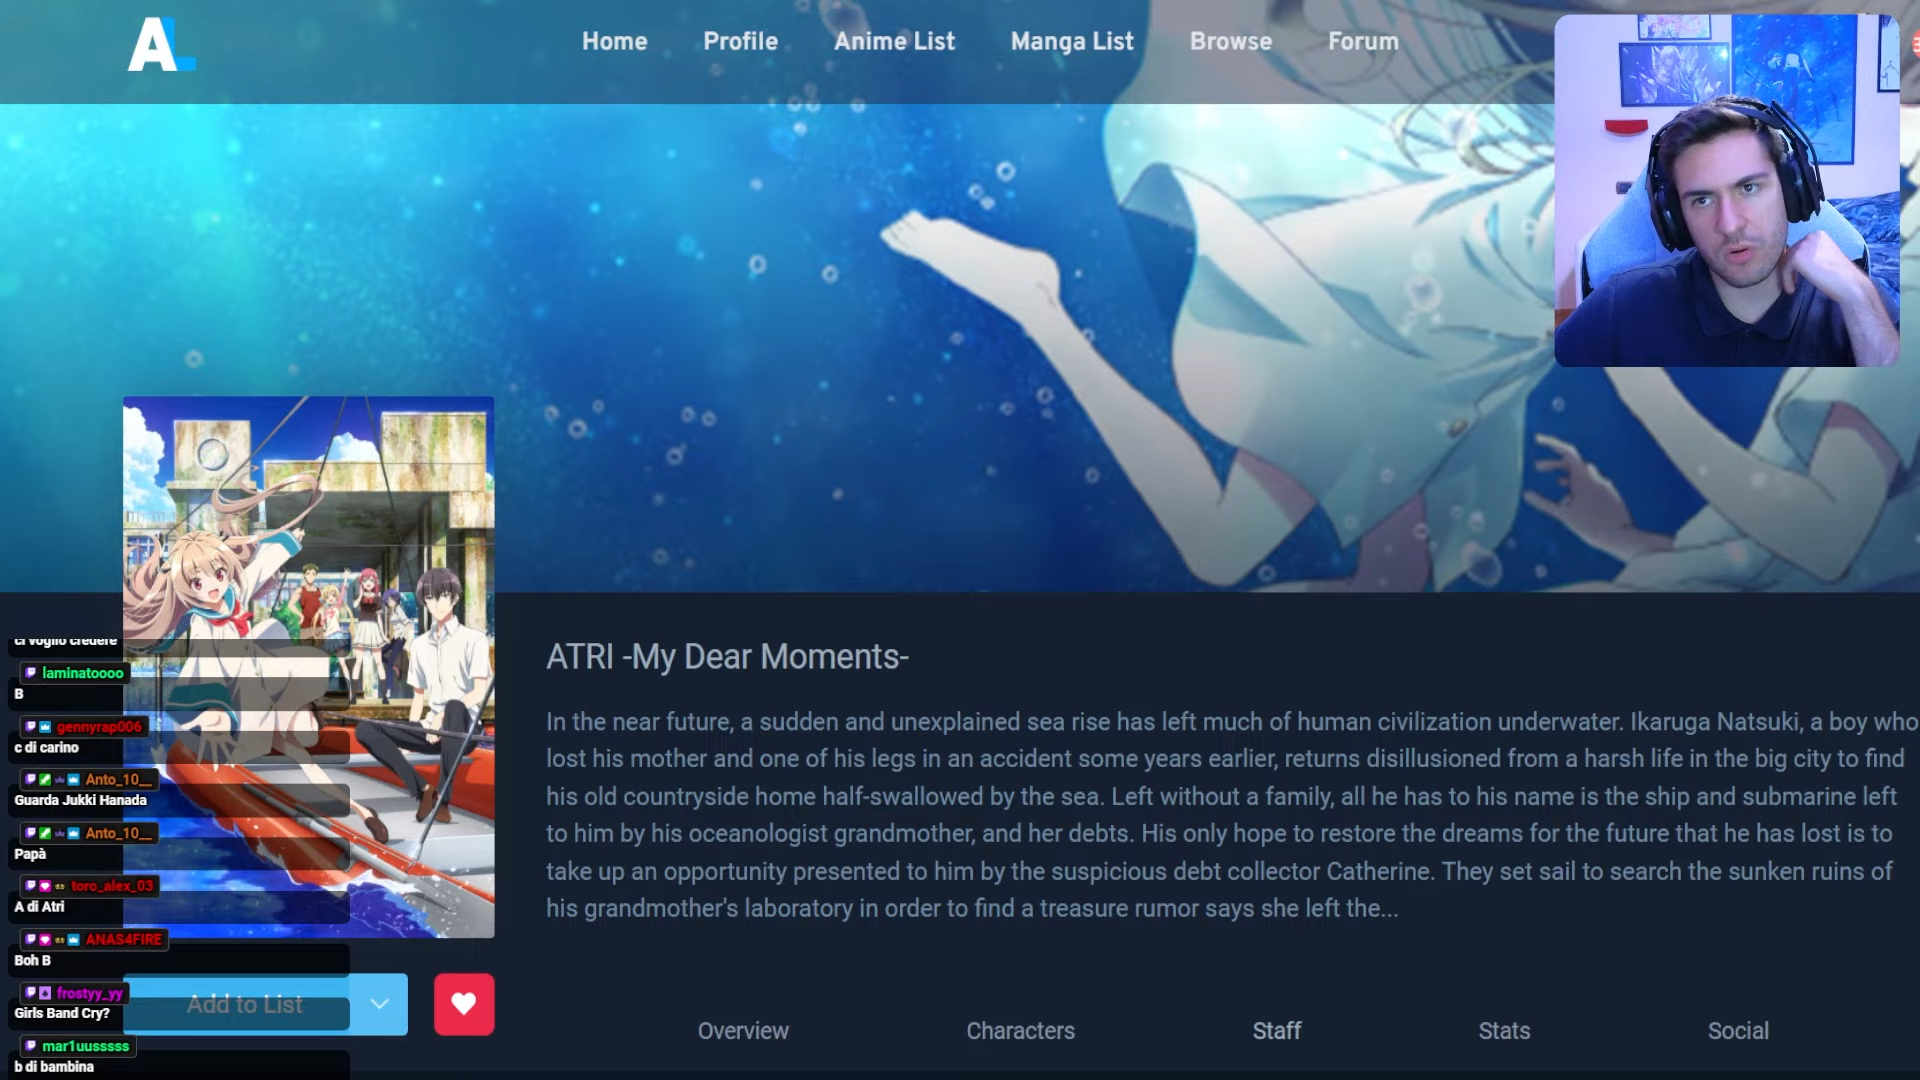 AL
Home
Profile
Anime List
Manga List
Browse
Forum
ATRI -My Dear Moments-
In the near future, a sudden and unexplained sea rise has left much of human civilization underwater. Ikaruga Natsuki, a boy who
lost his mother and one of his legs in an accident some years earlier, returns disillusioned from a harsh life in the big city to find
his old countryside home half-swallowed by the sea. Left without a family, all he has to his name is the ship and submarine left
to him by his oceanologist grandmother, and her debts. His only hope to restore the dreams for the future that he has lost is to
take up an opportunity presented to him by the suspicious debt collector Catherine. They set sail to search the sunken ruins of
his grandmother's laboratory in order to find a treasure rumor says she left the...
ci voglio credere
laminatoooo
B
gennyrap006
c di carino
Anto_10__
Guarda Jukki Hanada
Anto_10__
Papà
toro_alex_03
A di Atri
ANAS4FIRE
Boh B
frostyy_yy
Girls Band Cry?
mar1uusssss
b di bambina
Add to List
Overview
Characters
Staff
Stats
Social